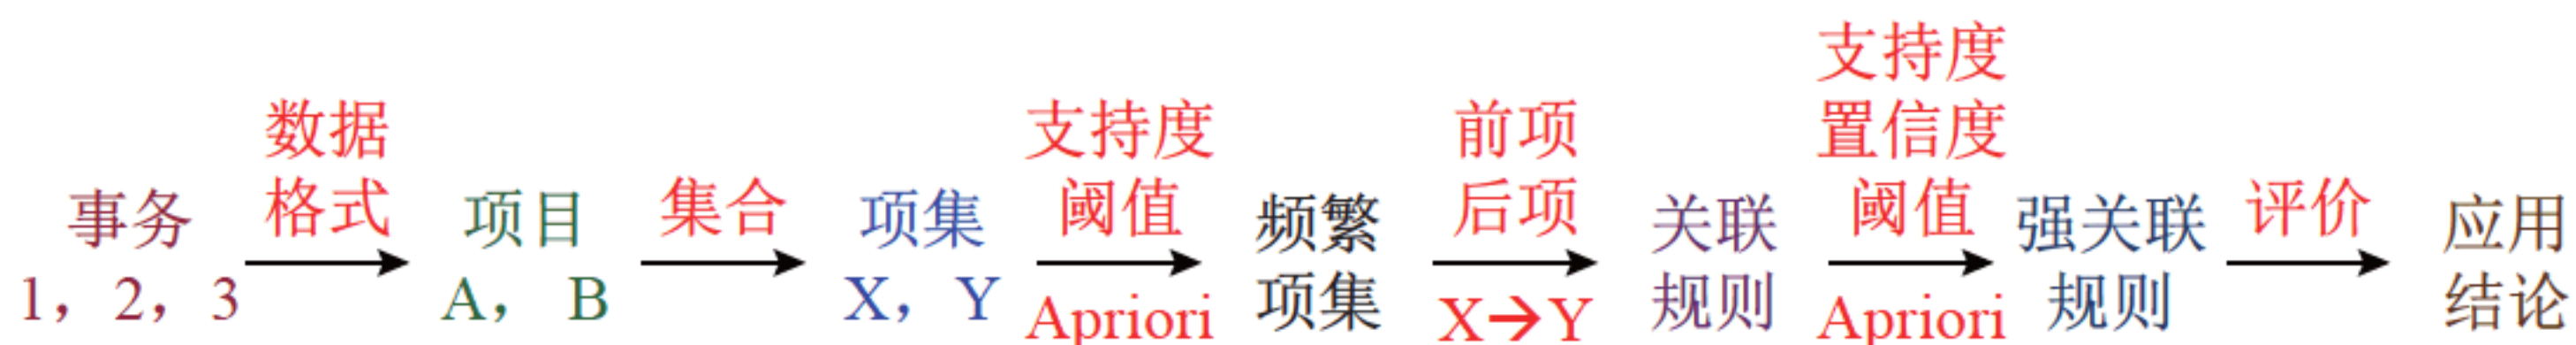 事务
1，2，3
数据
格式
项目
A，B
集合
项集
X，Y
支持度
阈值
Apriori
频繁
项集
前项
后项
X→Y
关联
规则
支持度
置信度
阈值
Apriori
强关联
规则
评价
应用
结论